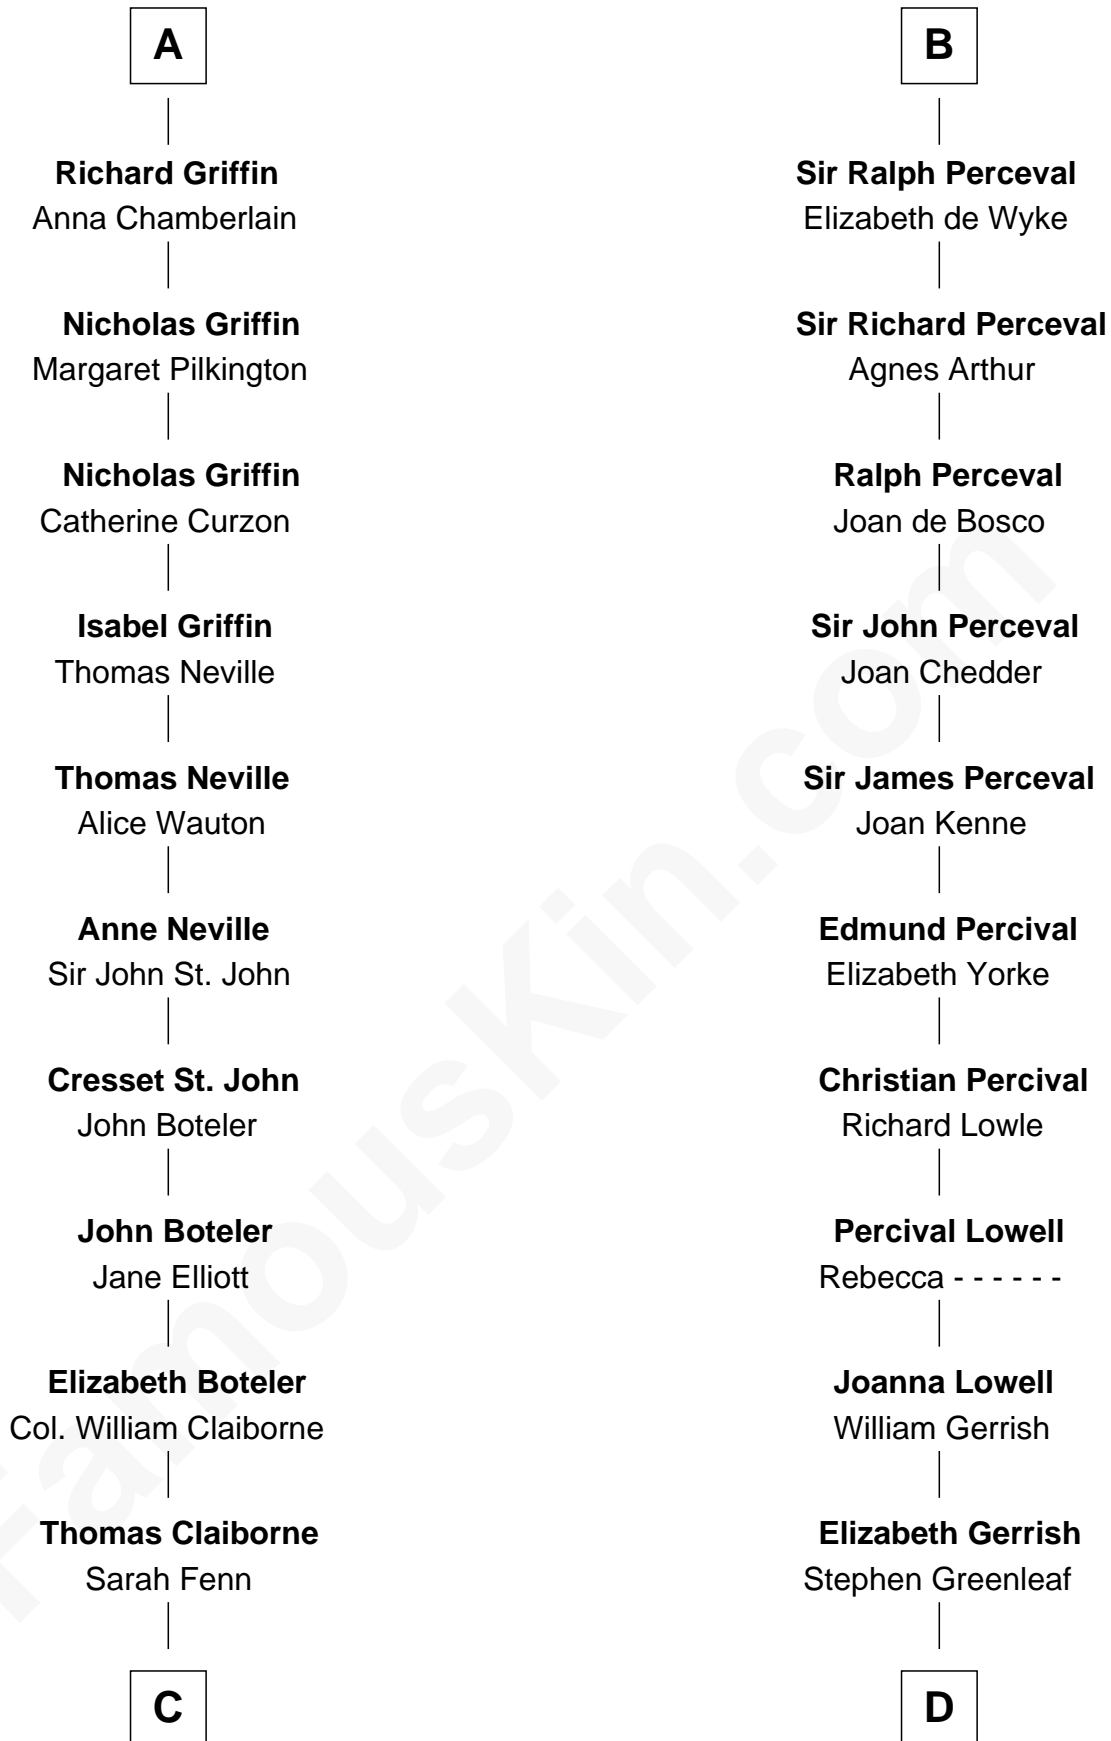 A
Richard Griffin
Anna Chamberlain
Nicholas Griffin
Margaret Pilkington
Nicholas Griffin
Catherine Curzon
Isabel Griffin
Thomas Neville
Thomas Neville
Alice Wauton
Anne Neville
Sir John St. John
Cresset St. John
John Boteler
John Boteler
Jane Elliott
Elizabeth Boteler
Col. William Claiborne
Thomas Claiborne
Sarah Fenn
C
B
Sir Ralph Perceval
Elizabeth de Wyke
Sir Richard Perceval
Agnes Arthur
Ralph Perceval
Joan de Bosco
Sir John Perceval
Joan Chedder
Sir James Perceval
Joan Kenne
Edmund Percival
Elizabeth Yorke
Christian Percival
Richard Lowle
Percival Lowell
Rebecca - - - - - -
Joanna Lowell
William Gerrish
Elizabeth Gerrish
Stephen Greenleaf
D
FamousKin.com